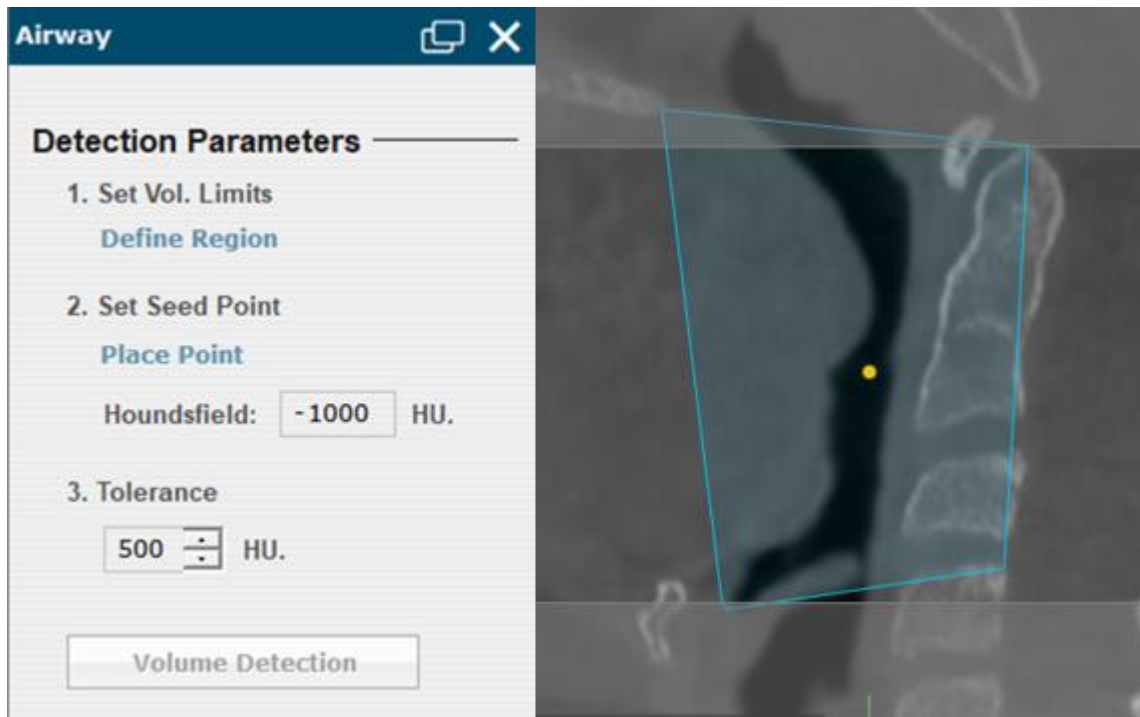 Airway
Detection Parameters
1. Set Vol. Limits
Define Region
2. Set Seed Point
Place Point
Houndsfield: -1000 HU.
3. Tolerance
500 HU.
Volume Detection